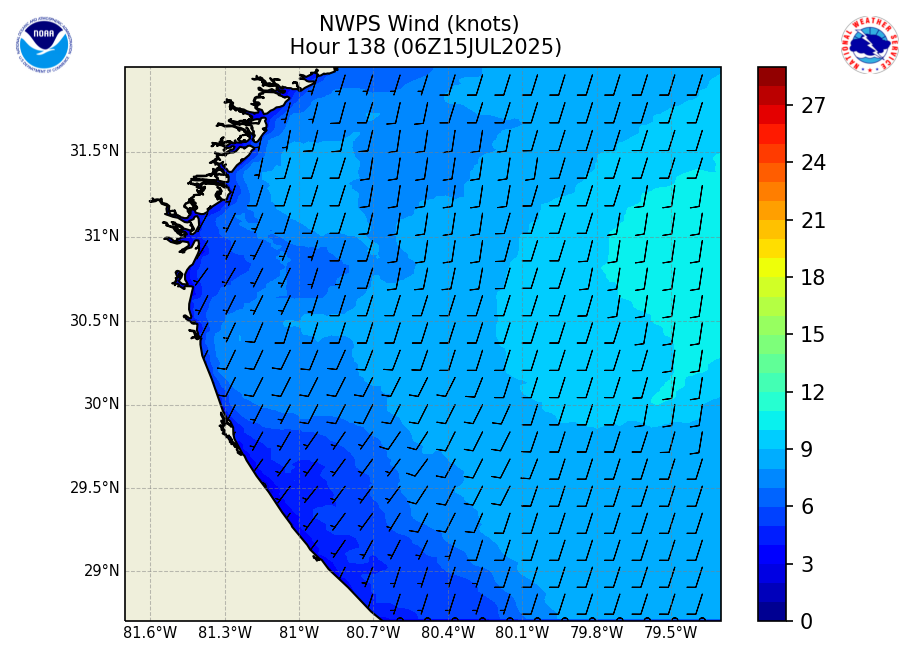 NWPS Wind (knots)
Hour 138 (06Z15JUL2025)
NOAA
NATIONAL WEATHER SERVICE
31.5°N
31°N
30.5°N
30°N
29.5°N
29°N
81.6°W 81.3°W 81°W 80.7°W 80.4°W 80.1°W 79.8°W 79.5°W
27
24
21
18
15
12
9
6
3
0